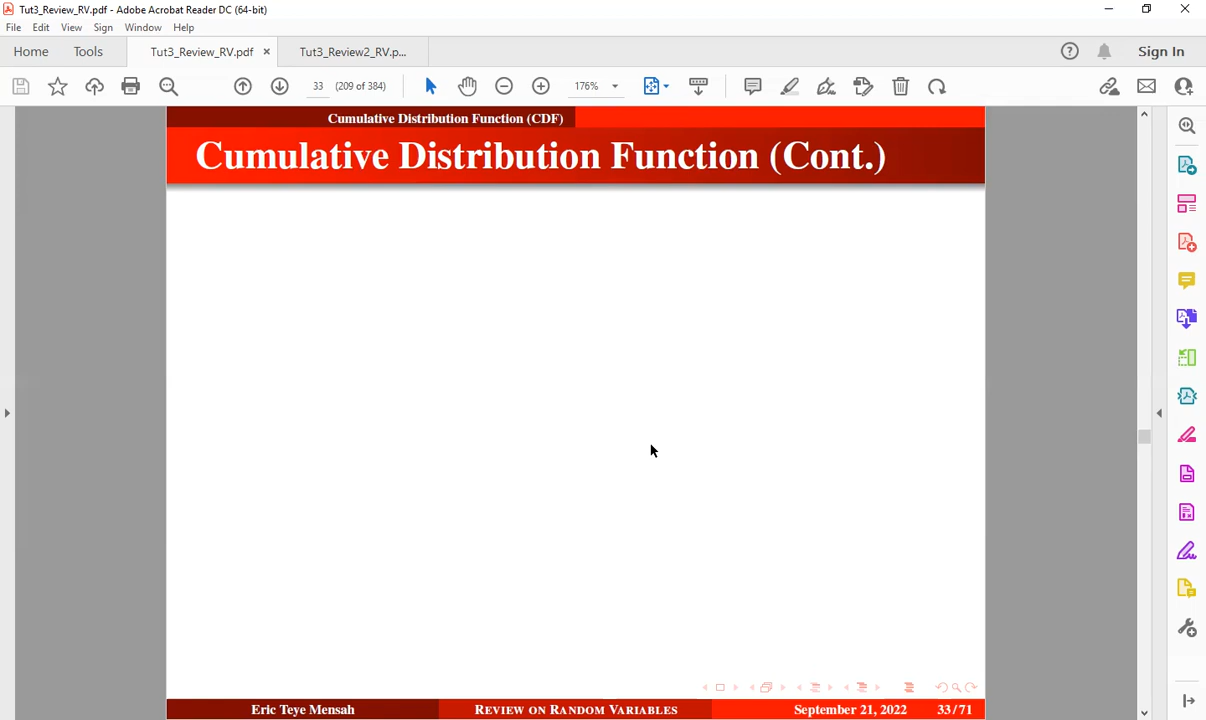 Tut3_Review_RV.pdf - Adobe Acrobat Reader DC (64-bit)
File Edit View Sign Window Help
Home Tools Tut3_Review_RV.pdf × Tut3_Review2_RV.p... Sign In
33 (209 of 384) 176%
Cumulative Distribution Function (CDF)
Cumulative Distribution Function (Cont.)
Eric Teye Mensah REVIEW ON RANDOM VARIABLES September 21, 2022 33/71